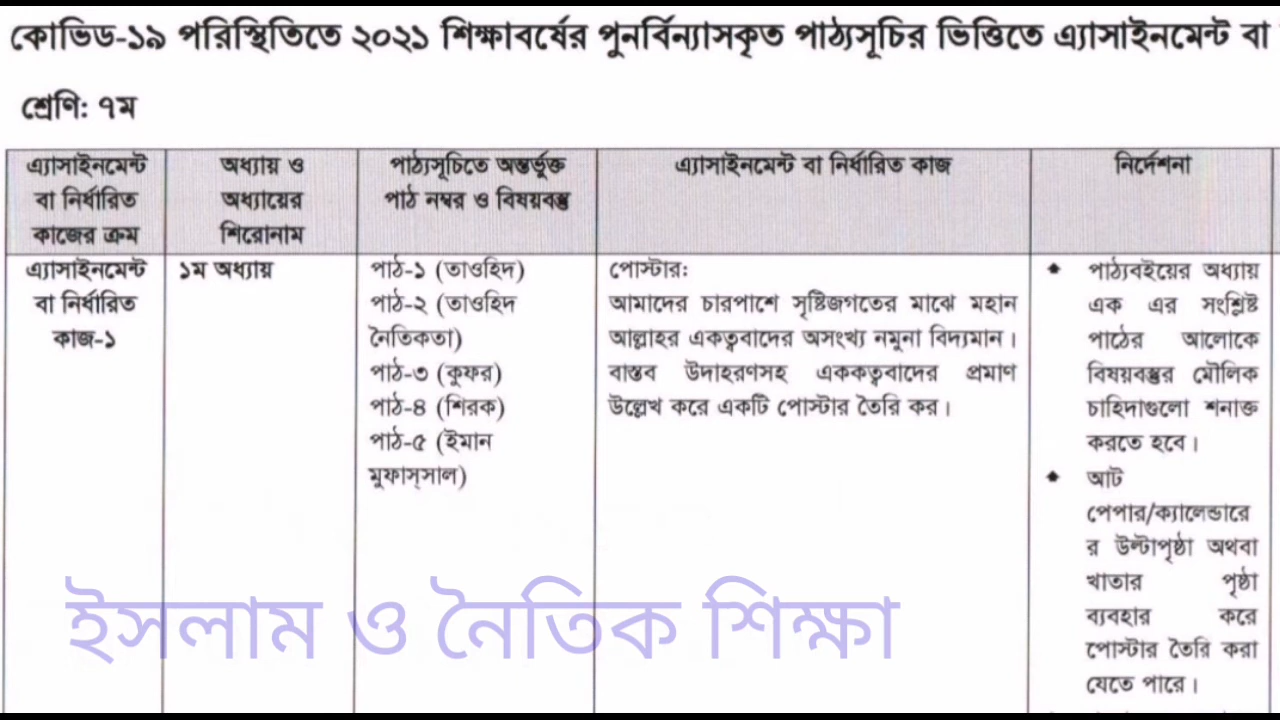 কোভিড-১৯ পরিস্থিতিতে ২০২১ শিক্ষাবর্ষের পুনর্বিন্যাসকৃত পাঠ্যসূচির ভিত্তিতে এ্যাসাইনমেন্ট বা
শ্রেণি: ৭ম
এ্যাসাইনমেন্ট
বা নির্ধারিত
কাজের ক্রম
অধ্যায় ও
অধ্যায়ের
শিরোনাম
পাঠ্যসূচিতে অন্তর্ভুক্ত
পাঠ নম্বর ও বিষয়বস্তু
এ্যাসাইনমেন্ট বা নির্ধারিত কাজ
নির্দেশনা
এ্যাসাইনমেন্ট
বা নির্ধারিত
কাজ-১
১ম অধ্যায়
পাঠ-১ (তাওহিদ)
পাঠ-২ (তাওহিদ
নৈতিকতা)
পাঠ-৩ (কুফর)
পাঠ-৪ (শিরক)
পাঠ-৫ (ইমান
মুফাস্সাল)
পোস্টার:
আমাদের চারপাশে সৃষ্টিজগতের মাঝে মহান
আল্লাহর একত্ববাদের অসংখ্য নমুনা বিদ্যমান।
বাস্তব উদাহরণসহ এককত্ববাদের প্রমাণ
উল্লেখ করে একটি পোস্টার তৈরি কর।
পাঠ্যবইয়ের অধ্যায়
এক এর সংশ্লিষ্ট
পাঠের আলোকে
বিষয়বস্তুর মৌলিক
চাহিদাগুলো শনাক্ত
করতে হবে।
আর্ট
পেপার/ক্যালেন্ডারে
র উল্টাপৃষ্ঠা অথবা
খাতার পৃষ্ঠা
ব্যবহার করে
পোস্টার তৈরি করা
যেতে পারে।
ইসলাম ও নৈতিক শিক্ষা